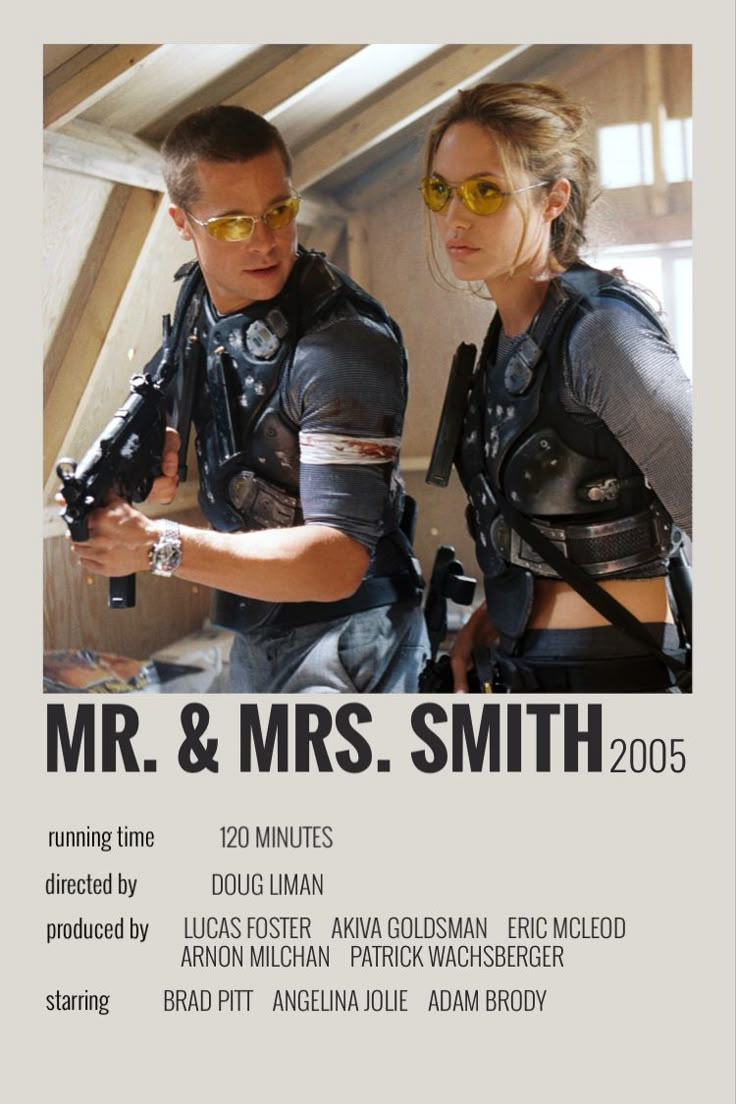 MR. & MRS. SMITH 2005
running time 120 MINUTES
directed by DOUG LIMAN
produced by LUCAS FOSTER AKIVA GOLDSMAN ERIC MCLEOD
ARNON MILCHAN PATRICK WACHSBERGER
starring BRAD PITT ANGELINA JOLIE ADAM BRODY